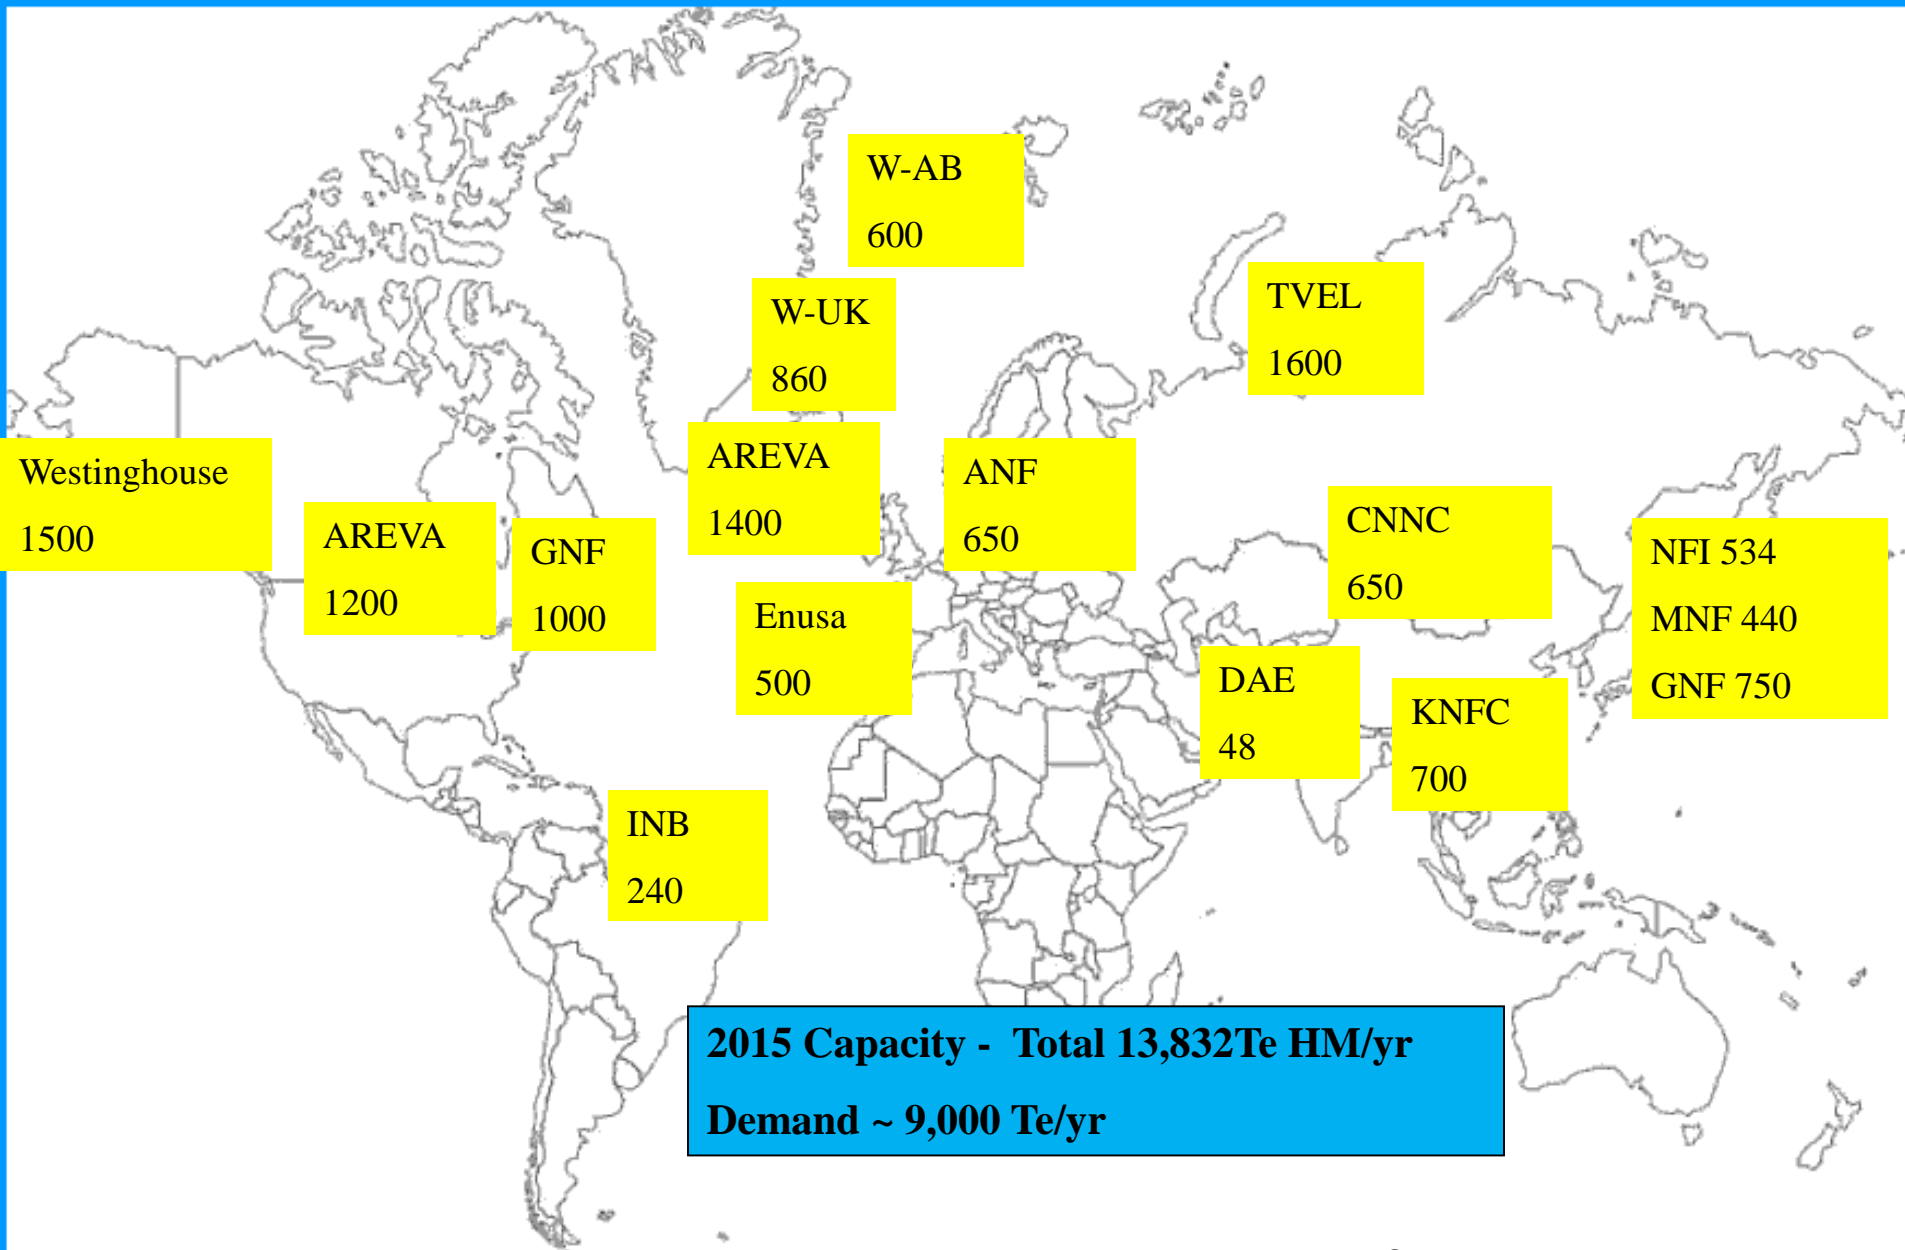 W-AB
600
W-UK
860
TVEL
1600
Westinghouse
1500
AREVA
1200
GNF
1000
AREVA
1400
ANF
650
CNNC
650
NFI 534
MNF 440
GNF 750
Enusa
500
DAE
48
KNFC
700
INB
240
2015 Capacity - Total 13,832Te HM/yr
Demand ~ 9,000 Te/yr